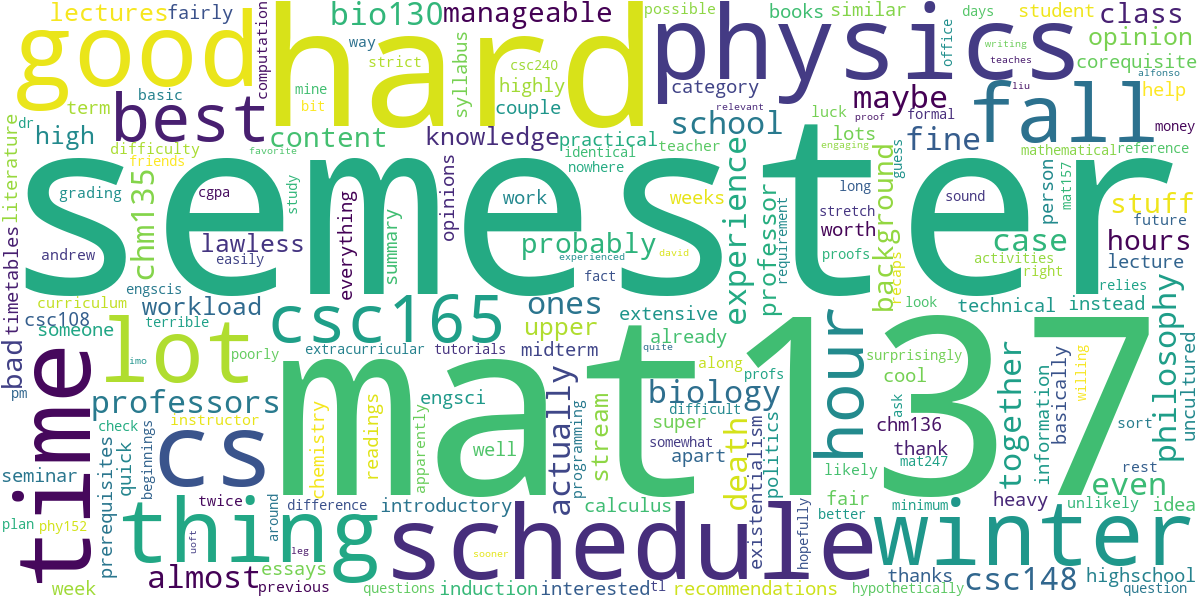 semester
mat137
hard
physics
good
fall
best
time
lot
thing
schedule
winter
cs
csc165
hour
lectures
fairly
bio130
manageable
possible
books
similar
days
student
class
opinion
corequisite
way
strict
csc240
highly
couple
category
office
writing
teaches
liu
alfonso
computation
syllabus
mine
bit
basic
term
high
dr
content
knowledge
practical
school
relevant
maybe
luck
proof
formal
fine
help
money
difficulty
friends
favorite
identical
nowhere
teacher
lots
engaging
guess
mathematical
reference
literature
timetables
grading
chm135
study
cgpa
opinions
work
weeks
experience
professor
requirement
long
stretch
background
sound
person
mat157
stuff
future
andrew
lawless
easily
everything
summary
probably
experienced
david
fact
worth
proofs
recaps
case
activities
right
hours
lecture
relies
look
curriculum
engscis
workload
csc108
someone
terrible
ones
upper
extensive
already
technical
instead
philosophy
uncultured
bad
pm
imo
poorly
extracurricular
tutorials
midterm
quite
along
profs
surprisingly
cool
together
information
basically
willing
professors
check
instructor
engsci
biology
difficult
super
somewhat
apart
politics
ask
chm136
thank
mat247
likely
sort
rest
seminar
prerequisites
quick
beginnings
chemistry
readings
apparently
well
actually
programming
stream
death
existentialism
hopefully
fair
better
minimum
heavy
even
unlikely
idea
plan
phy152
twice
difference
introductory
calculus
week
almost
uoft
around
leg
essays
previous
questions
induction
sooner
interested
tl
recommendations
hypothetically
thanks
csc148
highschool
question